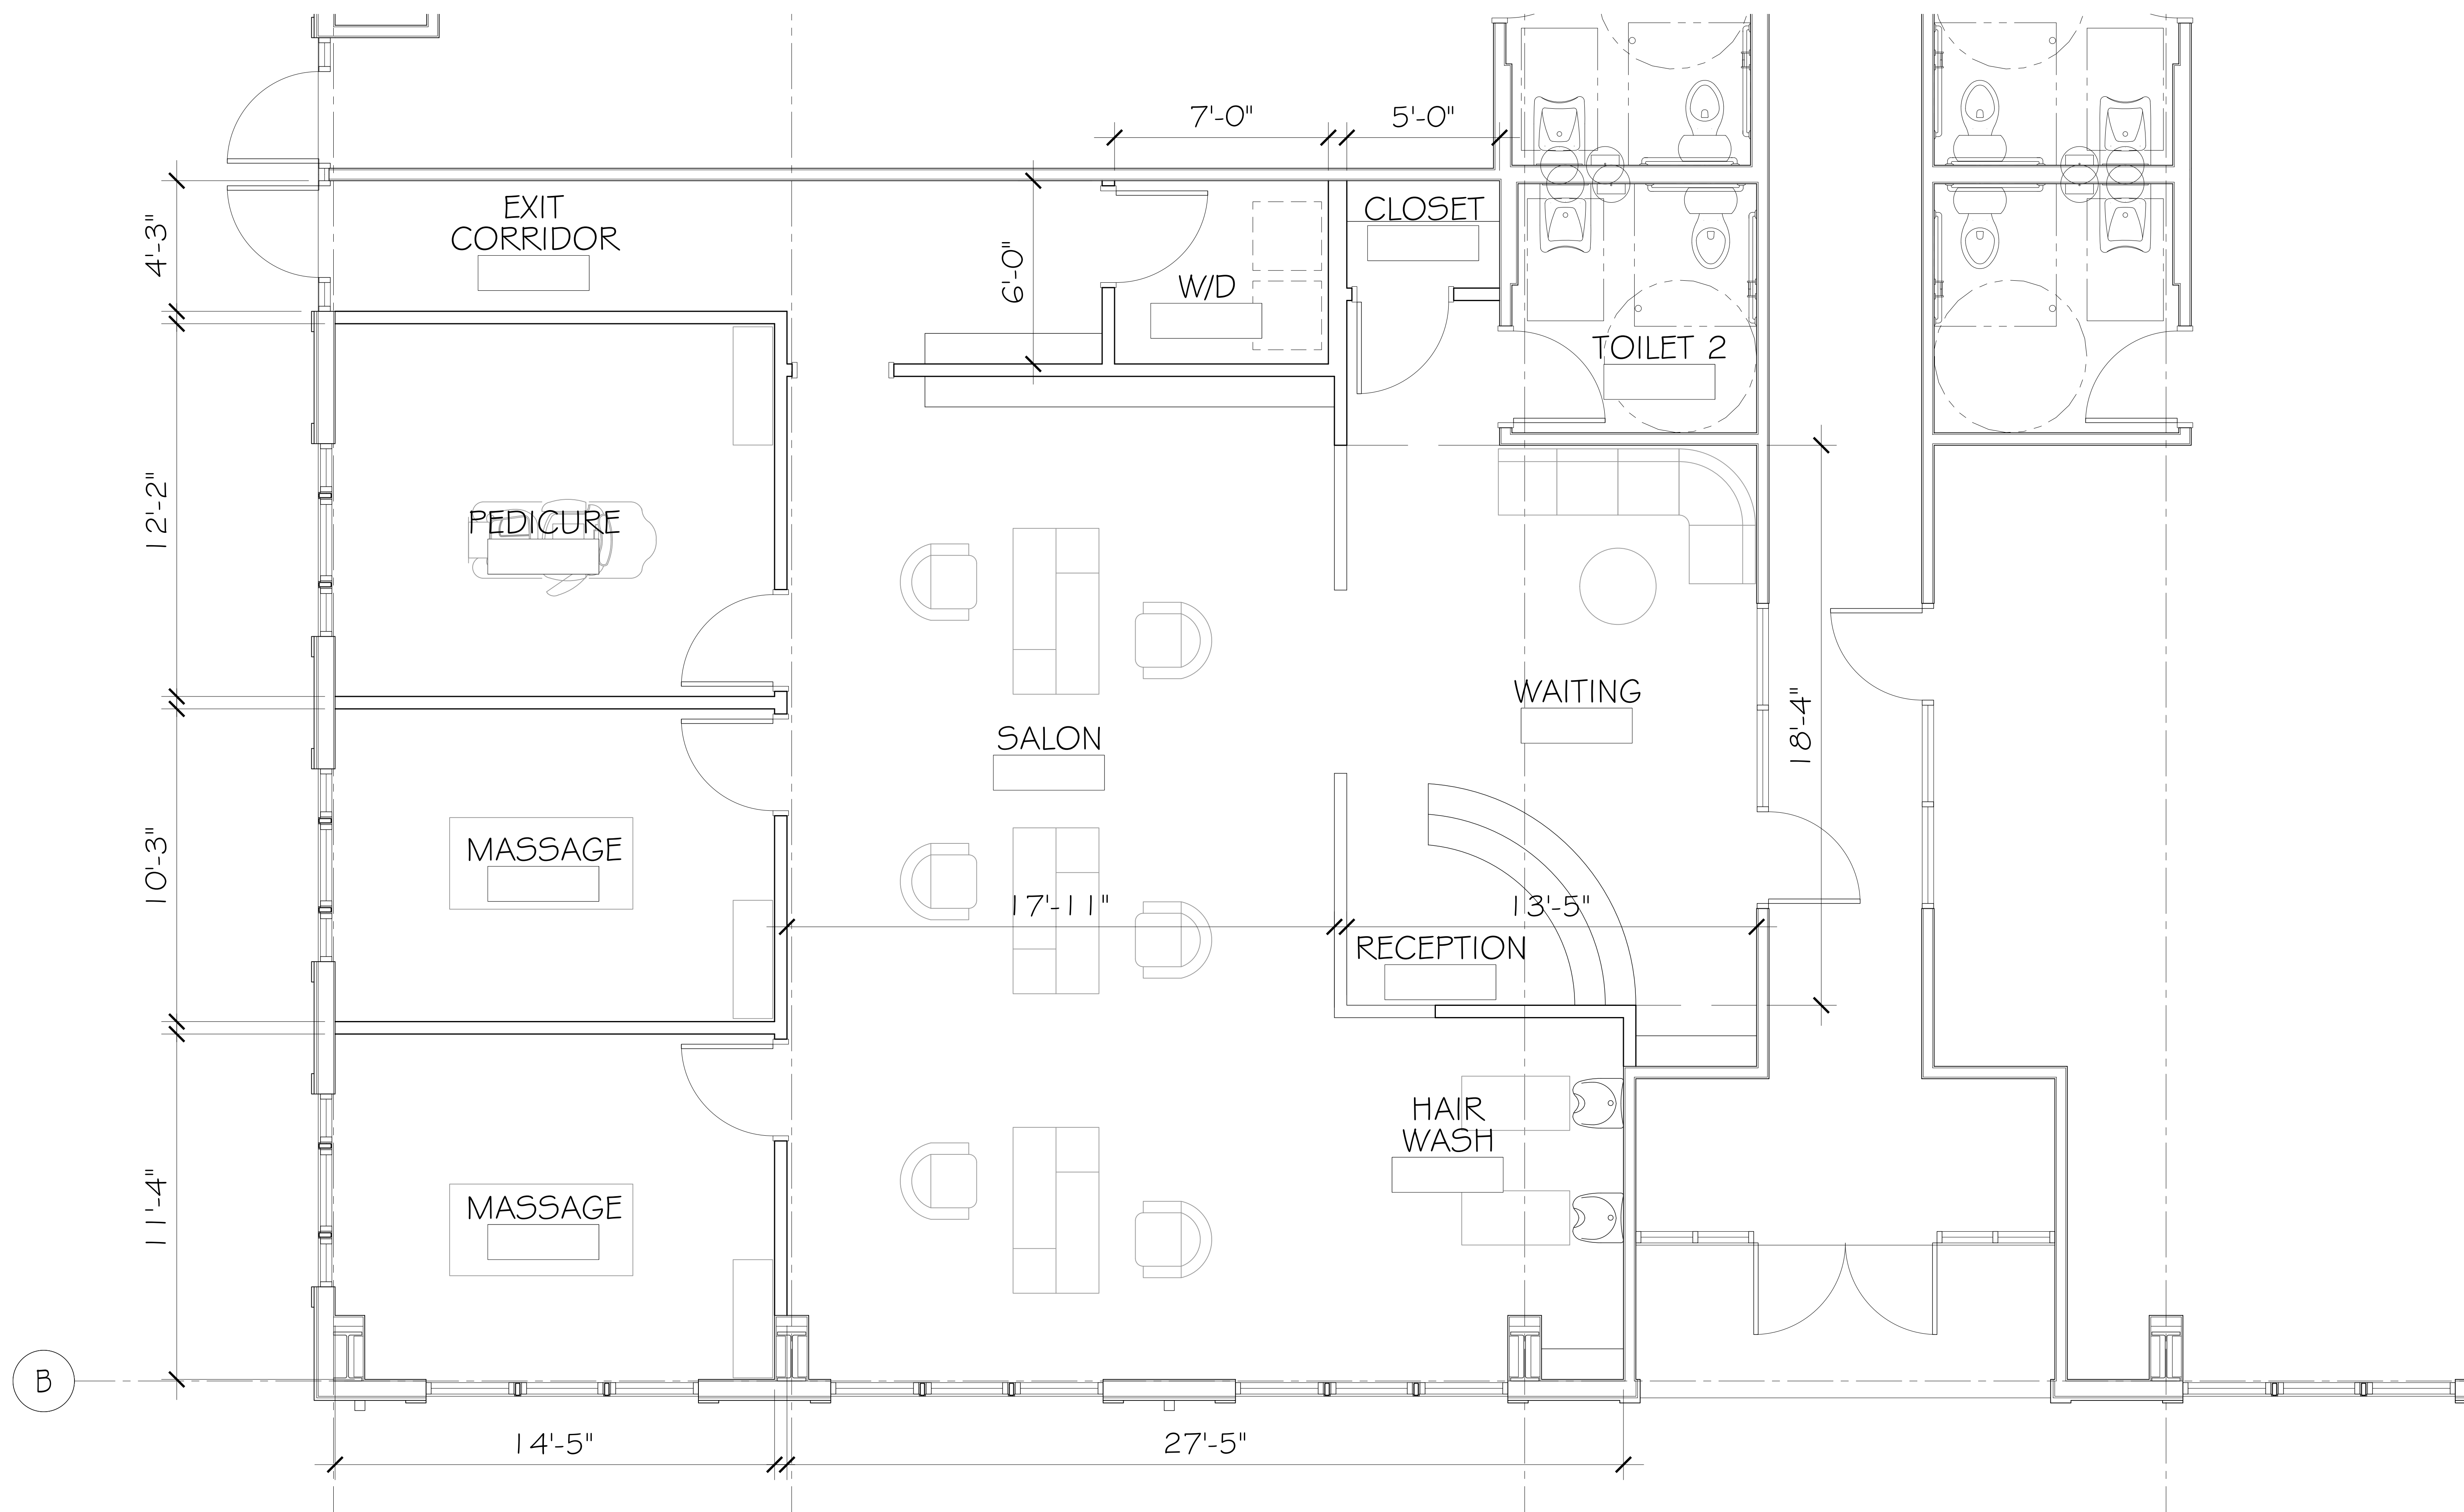 7'-0"
5'-0"
EXIT
CORRIDOR
CLOSET
4'-3"
6'-0"
W/D
TOILET 2
12'-2"
PEDICURE
WAITING
18'-4"
SALON
MASSAGE
10'-3"
17'-11"
13'-5"
RECEPTION
HAIR
WASH
11'-4"
MASSAGE
B
14'-5"
27'-5"